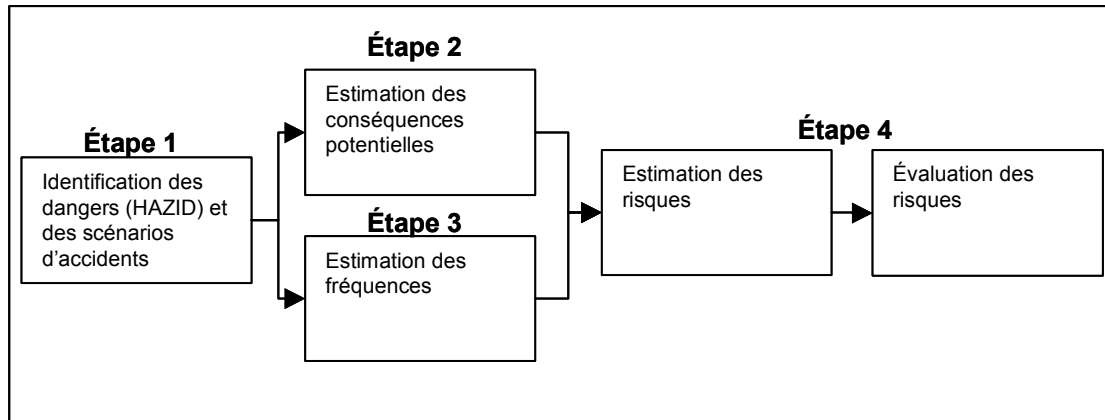 Étape 1
Identification des
dangers (HAZID) et
des scénarios
d'accidents
Étape 2
Estimation des
conséquences
potentielles
Étape 3
Estimation des
fréquences
Étape 4
Estimation des
risques
Évaluation des
risques